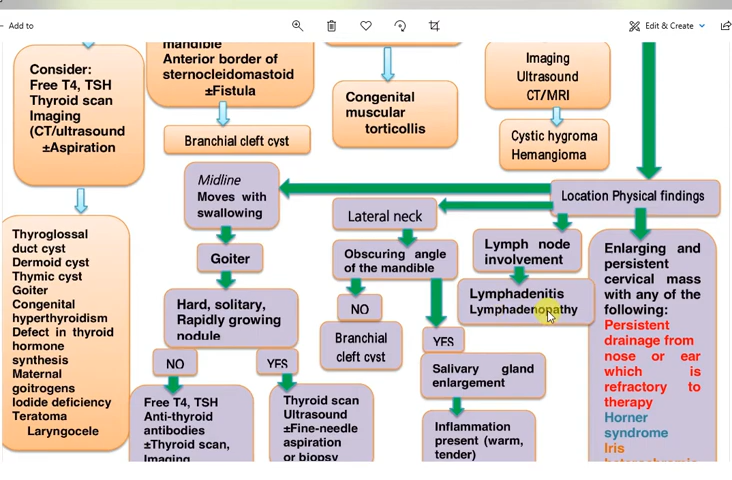 Add to
Edit & Create
Consider:
Free T4, TSH
Thyroid scan
Imaging
(CT/ultrasound
±Aspiration
mandible
Anterior border of
sternocleidomastoid
±Fistula
Branchial cleft cyst
Congenital
muscular
torticollis
Imaging
Ultrasound
CT/MRI
Cystic hygroma
Hemangioma
Location Physical findings
Midline
Moves with
swallowing
Goiter
Hard, solitary,
Rapidly growing
nodule
NO
YES
Free T4, TSH
Anti-thyroid
antibodies
±Thyroid scan,
Imaging
Thyroid scan
Ultrasound
±Fine-needle
aspiration
or biopsy
Lateral neck
Obscuring angle
of the mandible
NO
Branchial
cleft cyst
YES
Salivary gland
enlargement
Inflammation
present (warm,
tender)
Lymph node
involvement
Lymphadenitis
Lymphadenopathy
Enlarging and
persistent
cervical mass
with any of the
following:
Persistent
drainage from
nose or ear
which is
refractory to
therapy
Horner
syndrome
Iris
Thyroglossal
duct cyst
Dermoid cyst
Thymic cyst
Goiter
Congenital
hyperthyroidism
Defect in thyroid
hormone
synthesis
Maternal
goitrogens
Iodide deficiency
Teratoma
Laryngocele